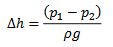 Δh = (p₁ − p₂) / ρg